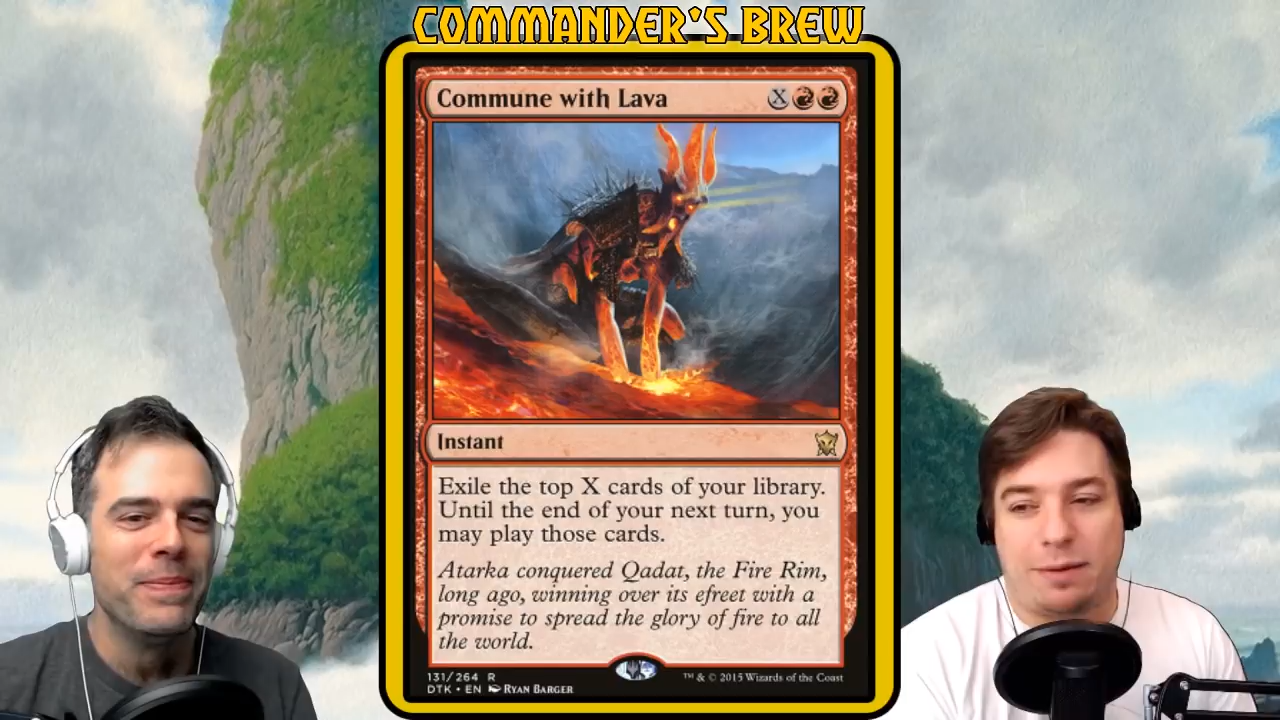 COMMANDER'S BREW
Commune with Lava X
Instant
Exile the top X cards of your library.
Until the end of your next turn, you
may play those cards.
Atarka conquered Qadat, the Fire Rim,
long ago, winning over its efreet with a
promise to spread the glory of fire to all
the world.
131/264 R
DTK • EN Ryan Barger
™ & © 2015 Wizards of the Coast